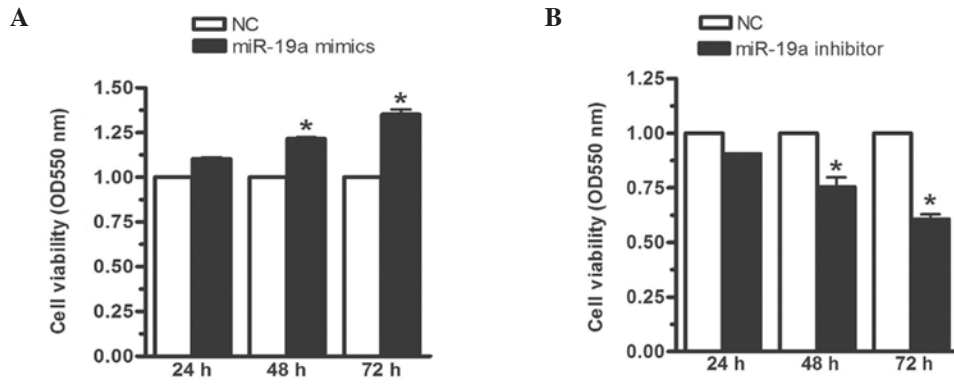 A
NC
miR-19a mimics
Cell viability (OD550 nm)
1.50
1.25
1.00
0.75
0.50
0.25
0.00
*
*
24 h 48 h 72 h
B
NC
miR-19a inhibitor
Cell viability (OD550 nm)
1.25
1.00
0.75
0.50
0.25
0.00
*
*
24 h 48 h 72 h